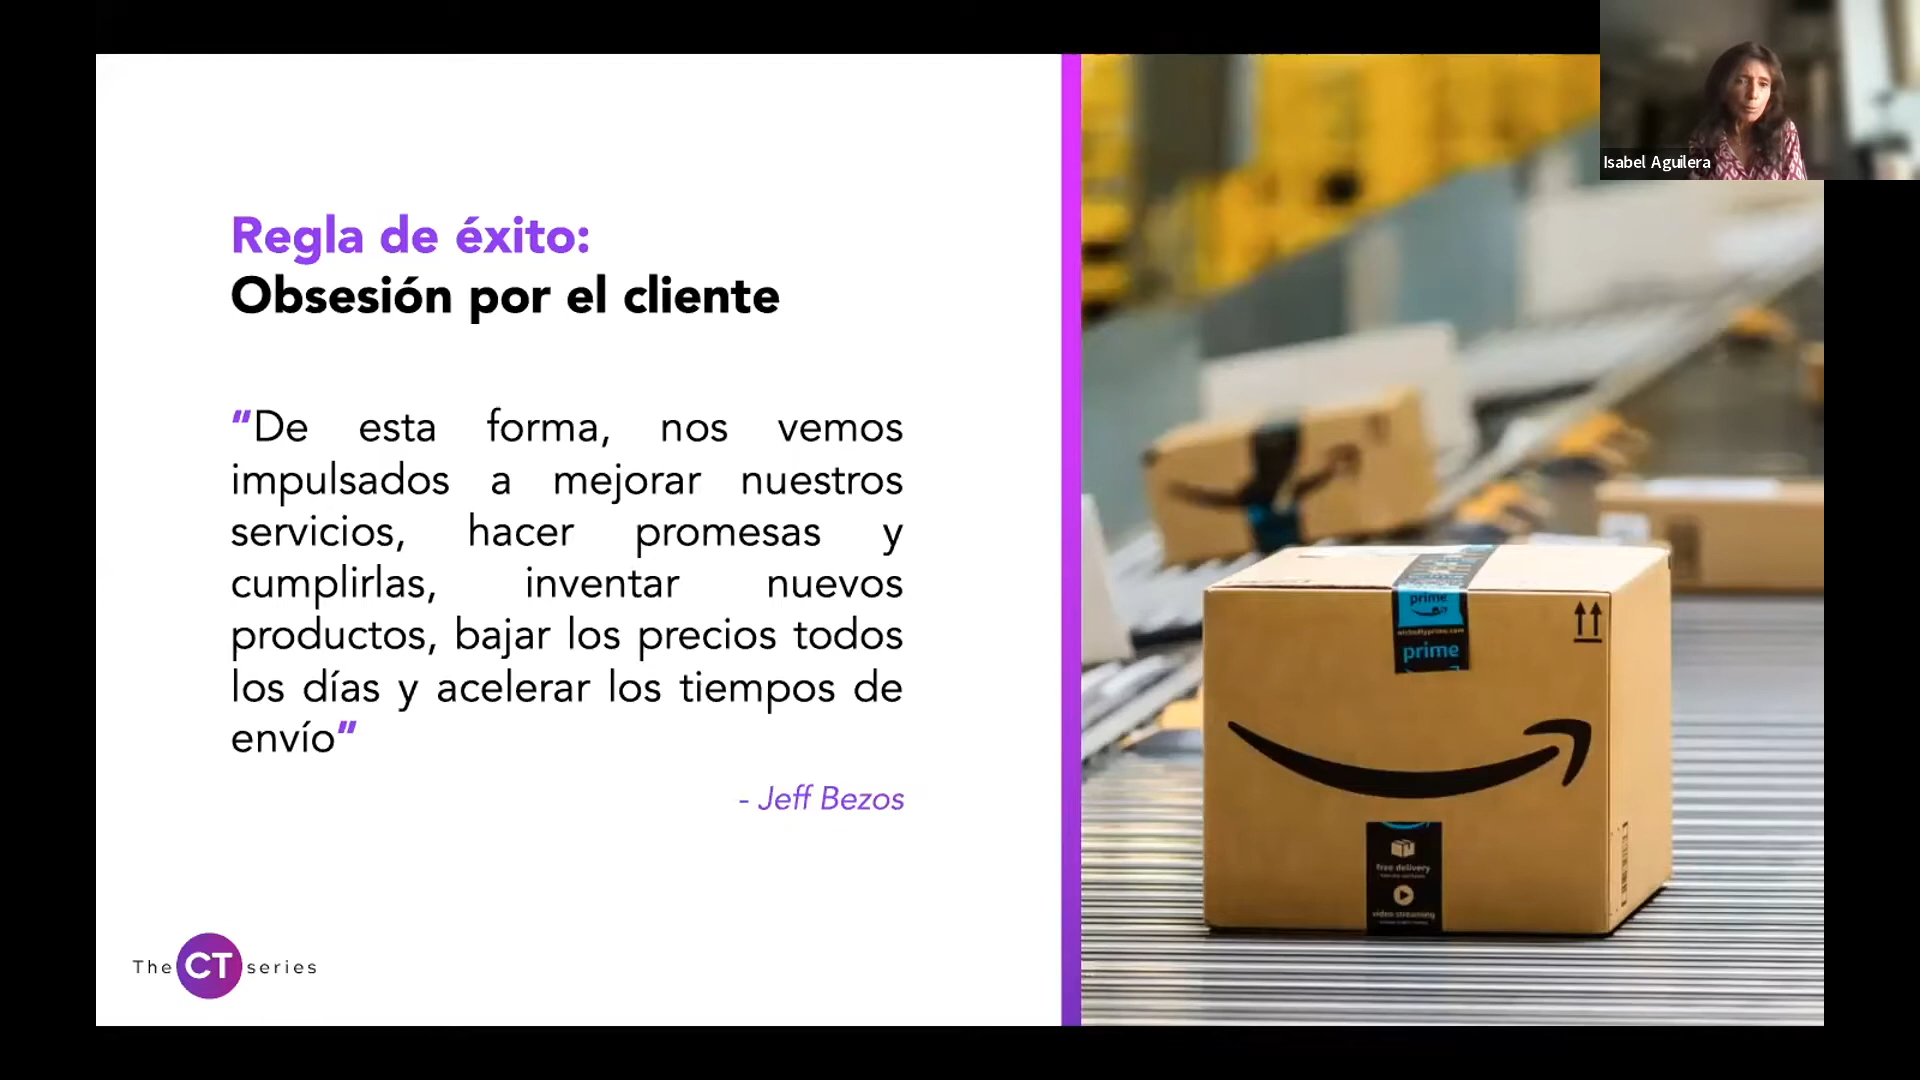 Isabel Aguilera
Regla de éxito:
Obsesión por el cliente
"De esta forma, nos vemos
impulsados a mejorar nuestros
servicios, hacer promesas y
cumplirlas, inventar nuevos
productos, bajar los precios todos
los días y acelerar los tiempos de
envío"
- Jeff Bezos
The CT series
prime
prime
free delivery
video streaming